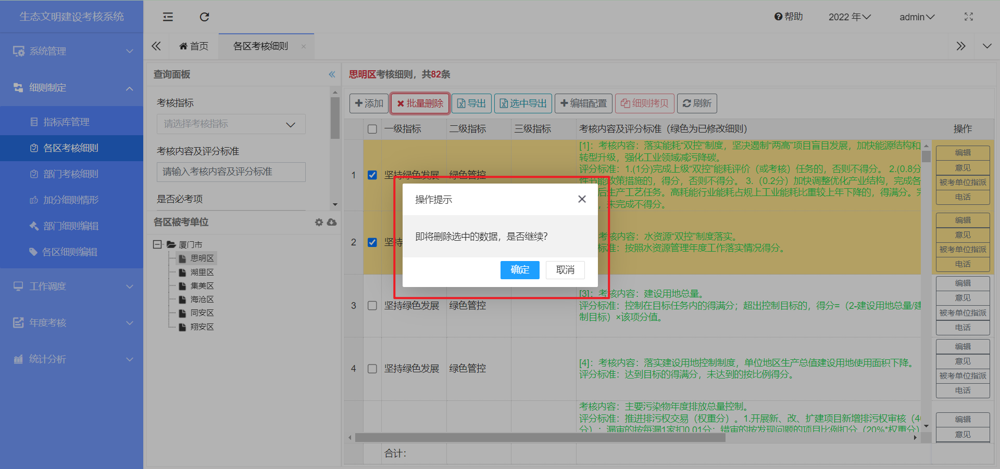 生态文明建设考核系统
帮助
2022 年
admin
首页
各区考核细则
系统管理
细则制定
指标库管理
各区考核细则
部门考核细则
加分细则情形
部门细则编辑
各区细则编辑
工作调度
年度考核
统计分析
查询面板
考核指标
请选择考核指标
考核内容及评分标准
请输入考核内容及评分标准
是否必考项
各区被考单位
厦门市
思明区
湖里区
集美区
海沧区
同安区
翔安区
思明区考核细则，共82条
添加
批量删除
导出
选中导出
编辑配置
细则拷贝
刷新
一级指标
二级指标
三级指标
考核内容及评分标准（绿色为已修改细则）
操作
1
坚持绿色发展
绿色管控
[1]：考核内容：落实能耗“双控”制度，坚决遏制“两高”项目盲目发展，加快能源结构和
转型升级，强化工业领域减污降碳。
评分标准：1.(1分)完成上级“双控”能耗评价（或考核）任务的，否则不得分。 2.(0.8分
性节能政策措施的，得分，否则不得分。 3.（0.2分）加快调整优化产业结构，完成各
后生产工艺任务。高耗能行业能耗占规上工业能耗比重较上年下降的，得满分。完
，未完成不得分。
编辑
意见
被考单位指派
电话
2
坚持
考核内容：水资源“双控”制度落实。
标准：按照水资源管理年度工作落实情况得分。
编辑
意见
被考单位指派
电话
操作提示
即将删除选中的数据，是否继续？
确定
取消
3
坚持绿色发展
绿色管控
[3]：考核内容：建设用地总量。
评分标准：控制在目标任务内的得满分；超出控制目标的，得分=（2-建设用地总量/建
制目标）×该项分值。
编辑
意见
被考单位指派
电话
4
坚持绿色发展
绿色管控
[4]：考核内容：落实建设用地控制制度，单位地区生产总值建设用地使用面积下降。
评分标准：达到目标的得满分，未达到的按比例得分。
编辑
意见
被考单位指派
电话
考核内容：主要污染物年度排放总量控制。
评分标准：推进排污权交易（权重分）。1.开展新、改、扩建项目新增排污权审核（40
分）；漏审的按每漏1家扣0.01分；错审的按发现问题的项目比例扣分（20%*权重分）
编辑
意见
合计：